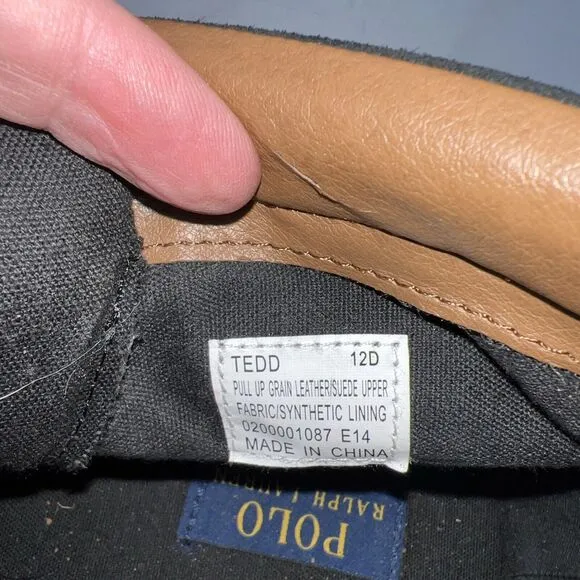 TEDD 12D
PULL UP GRAIN LEATHER/SUEDE UPPER
FABRIC/SYNTHETIC LINING
0200001087 E14
MADE IN CHINA
POLO
RALPH LAUREN